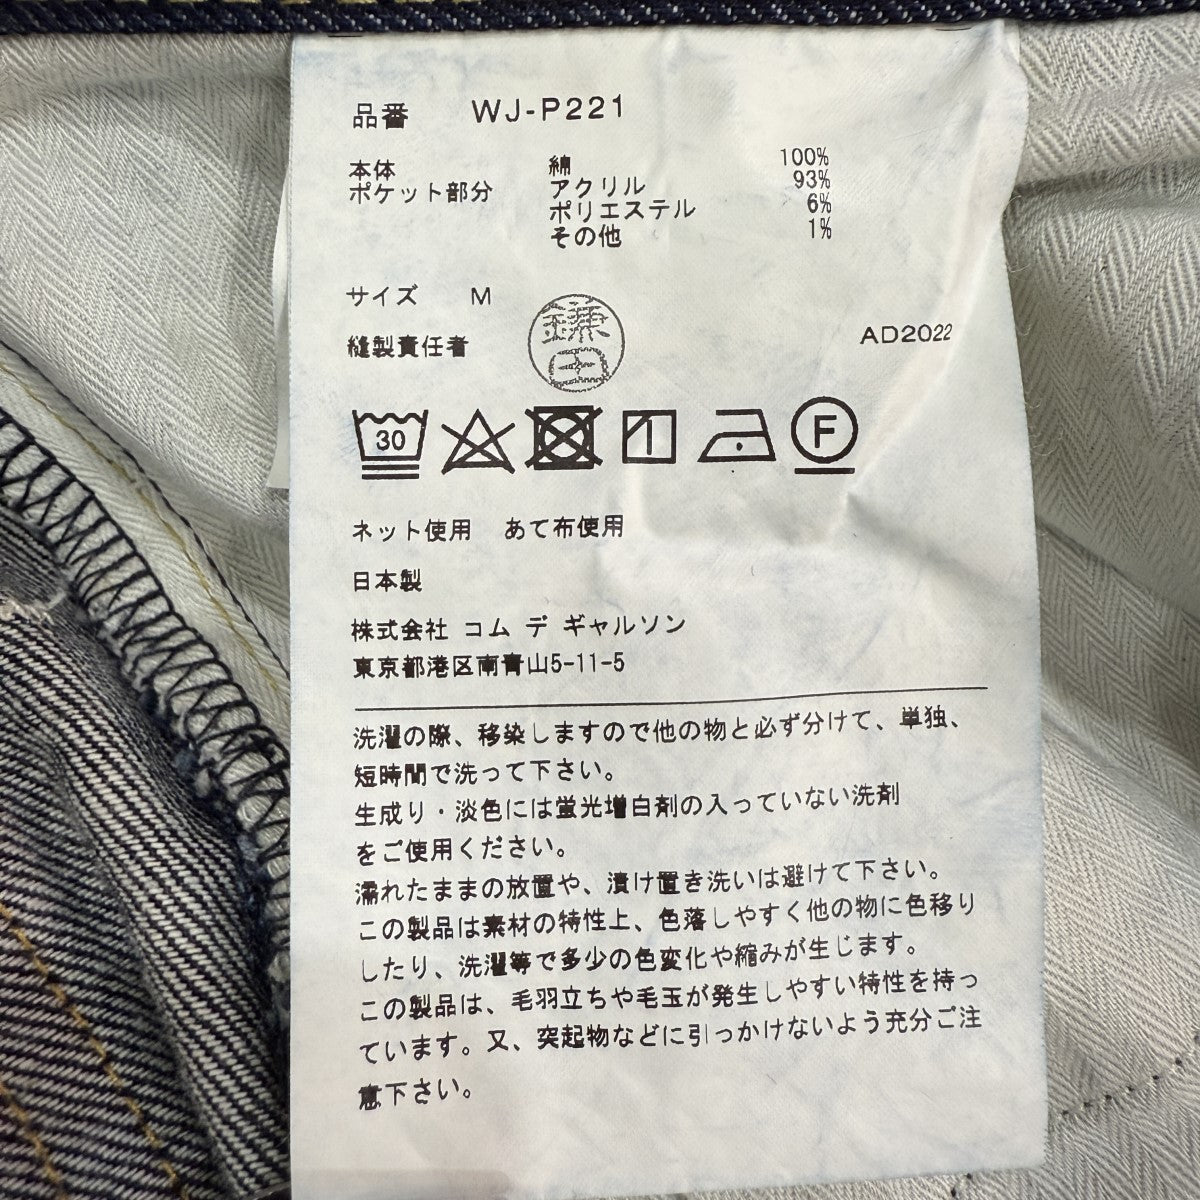 品番 WJ-P221
本体 綿 100%
ポケット部分 アクリル 93%
ポリエステル 6%
その他 1%
サイズ M
縫製責任者 鎌田 AD2022
30 F
ネット使用 あて布使用
日本製
株式会社 コム デ ギャルソン
東京都港区南青山5-11-5
洗濯の際、移染しますので他の物と必ず分けて、単独、
短時間で洗って下さい。
生成り・淡色には蛍光増白剤の入っていない洗剤
をご使用ください。
濡れたままの放置や、漬け置き洗いは避けて下さい。
この製品は素材の特性上、色落しやすく他の物に色移り
したり、洗濯等で多少の色変化や縮みが生じます。
この製品は、毛羽立ちや毛玉が発生しやすい特性を持っ
ています。又、突起物などに引っかけないよう充分ご注
意下さい。